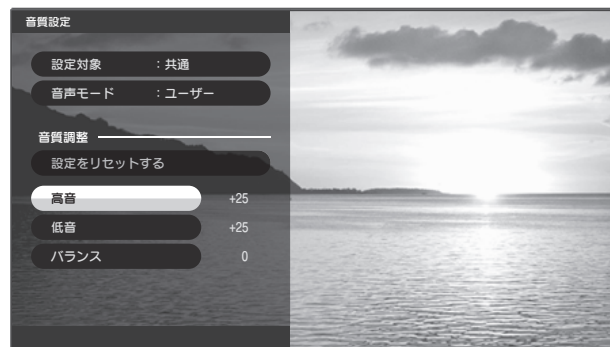 音質設定
設定対象 ：共通
音声モード ：ユーザー
音質調整
設定をリセットする
高音 +25
低音 +25
バランス 0